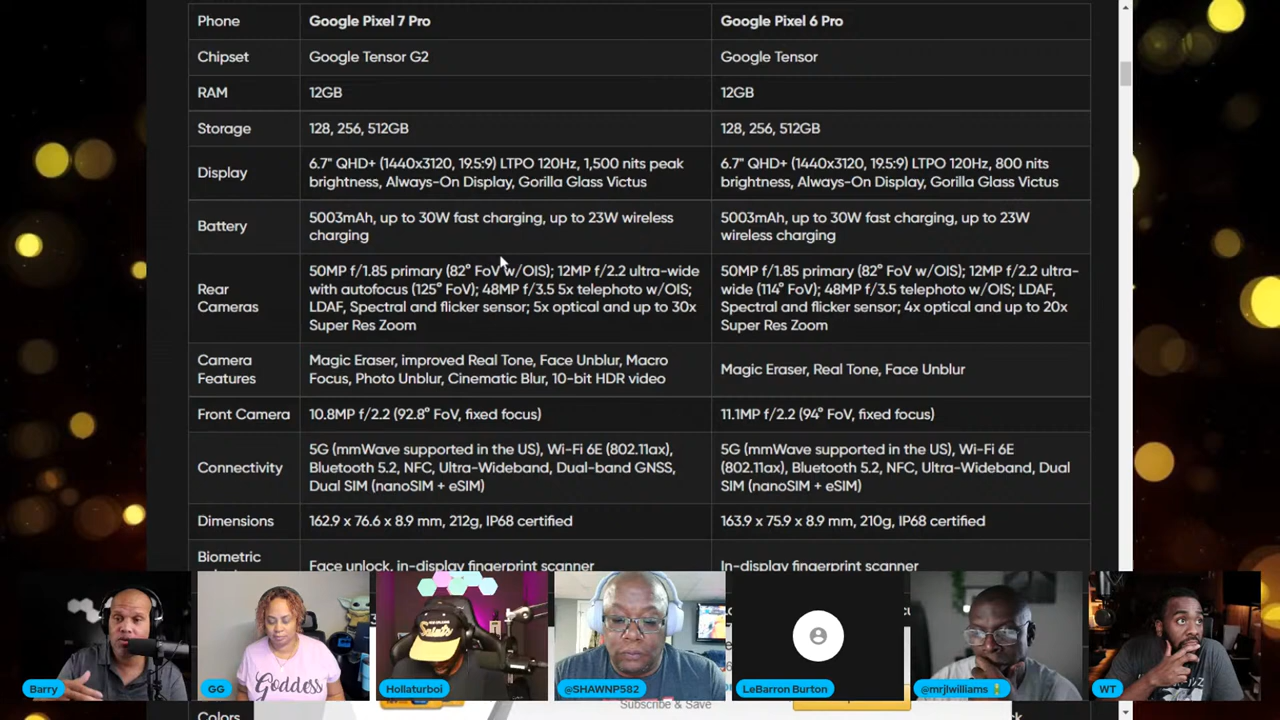 Phone Google Pixel 7 Pro Google Pixel 6 Pro
Chipset Google Tensor G2 Google Tensor
RAM 12GB 12GB
Storage 128, 256, 512GB 128, 256, 512GB
Display
6.7" QHD+ (1440x3120, 19.5:9) LTPO 120Hz, 1,500 nits peak
brightness, Always-On Display, Gorilla Glass Victus
6.7" QHD+ (1440x3120, 19.5:9) LTPO 120Hz, 800 nits
brightness, Always-On Display, Gorilla Glass Victus
Battery
5003mAh, up to 30W fast charging, up to 23W wireless
charging
5003mAh, up to 30W fast charging, up to 23W
wireless charging
Rear
Cameras
50MP f/1.85 primary (82° FoV w/OIS); 12MP f/2.2 ultra-wide
with autofocus (125° FoV); 48MP f/3.5 5x telephoto w/OIS;
LDAF, Spectral and flicker sensor; 5x optical and up to 30x
Super Res Zoom
50MP f/1.85 primary (82° FoV w/OIS); 12MP f/2.2 ultra-
wide (114° FoV); 48MP f/3.5 telephoto w/OIS; LDAF,
Spectral and flicker sensor; 4x optical and up to 20x
Super Res Zoom
Camera
Features
Magic Eraser, improved Real Tone, Face Unblur, Macro
Focus, Photo Unblur, Cinematic Blur, 10-bit HDR video
Magic Eraser, Real Tone, Face Unblur
Front Camera 10.8MP f/2.2 (92.8° FoV, fixed focus) 11.1MP f/2.2 (94° FoV, fixed focus)
Connectivity
5G (mmWave supported in the US), Wi-Fi 6E (802.11ax),
Bluetooth 5.2, NFC, Ultra-Wideband, Dual-band GNSS,
Dual SIM (nanoSIM + eSIM)
5G (mmWave supported in the US), Wi-Fi 6E
(802.11ax), Bluetooth 5.2, NFC, Ultra-Wideband, Dual
SIM (nanoSIM + eSIM)
Dimensions 162.9 x 76.6 x 8.9 mm, 212g, IP68 certified 163.9 x 75.9 x 8.9 mm, 210g, IP68 certified
Biometric
Face unlock, in-display fingerprint scanner In-display fingerprint scanner
Goddess
Saints
Barry
GG
Hollaturboi
@SHAWNP582
LeBarron Burton
@mrjlwilliams
WT
Subscribe & Save
Colors